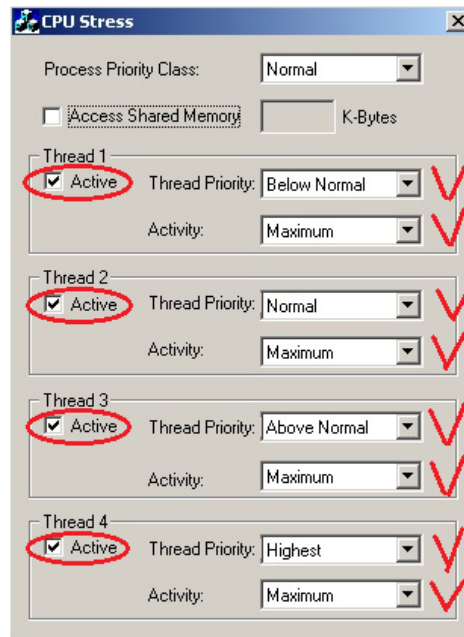 CPU Stress
Process Priority Class: Normal
Access Shared Memory K-Bytes
Thread 1
Active Thread Priority: Below Normal
Activity: Maximum
Thread 2
Active Thread Priority: Normal
Activity: Maximum
Thread 3
Active Thread Priority: Above Normal
Activity: Maximum
Thread 4
Active Thread Priority: Highest
Activity: Maximum